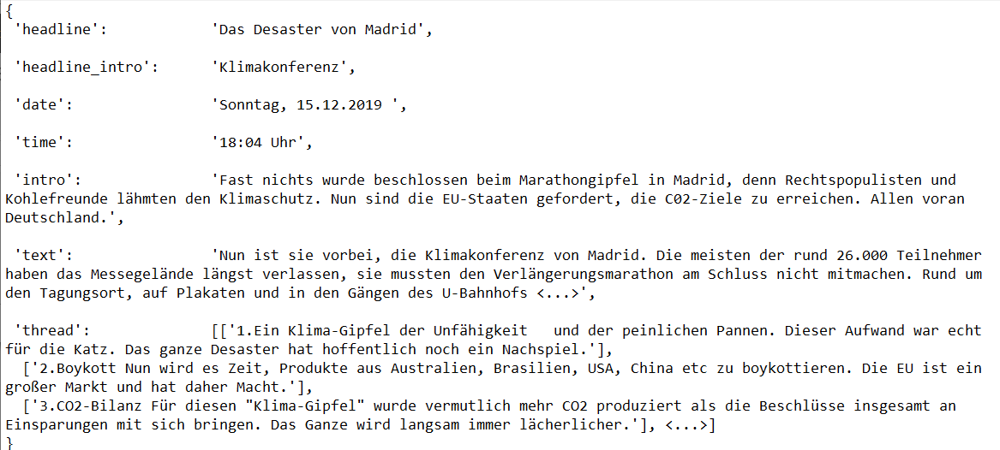 {
'headline': 'Das Desaster von Madrid',
'headline_intro': 'Klimakonferenz',
'date': 'Sonntag, 15.12.2019 ',
'time': '18:04 Uhr',
'intro': 'Fast nichts wurde beschlossen beim Marathongipfel in Madrid, denn Rechtspopulisten und
Kohlefreunde lähmten den Klimaschutz. Nun sind die EU-Staaten gefordert, die C02-Ziele zu erreichen. Allen voran
Deutschland.',
'text': 'Nun ist sie vorbei, die Klimakonferenz von Madrid. Die meisten der rund 26.000 Teilnehmer
haben das Messegelände längst verlassen, sie mussten den Verlängerungsmarathon am Schluss nicht mitmachen. Rund um
den Tagungsort, auf Plakaten und in den Gängen des U-Bahnhofs <...>',
'thread': [['1.Ein Klima-Gipfel der Unfähigkeit und der peinlichen Pannen. Dieser Aufwand war echt
für die Katz. Das ganze Desaster hat hoffentlich noch ein Nachspiel.'],
['2.Boykott Nun wird es Zeit, Produkte aus Australien, Brasilien, USA, China etc zu boykottieren. Die EU ist ein
großer Markt und hat daher Macht.'],
['3.CO2-Bilanz Für diesen "Klima-Gipfel" wurde vermutlich mehr CO2 produziert als die Beschlüsse insgesamt an
Einsparungen mit sich bringen. Das Ganze wird langsam immer lächerlicher.'], <...>]
}